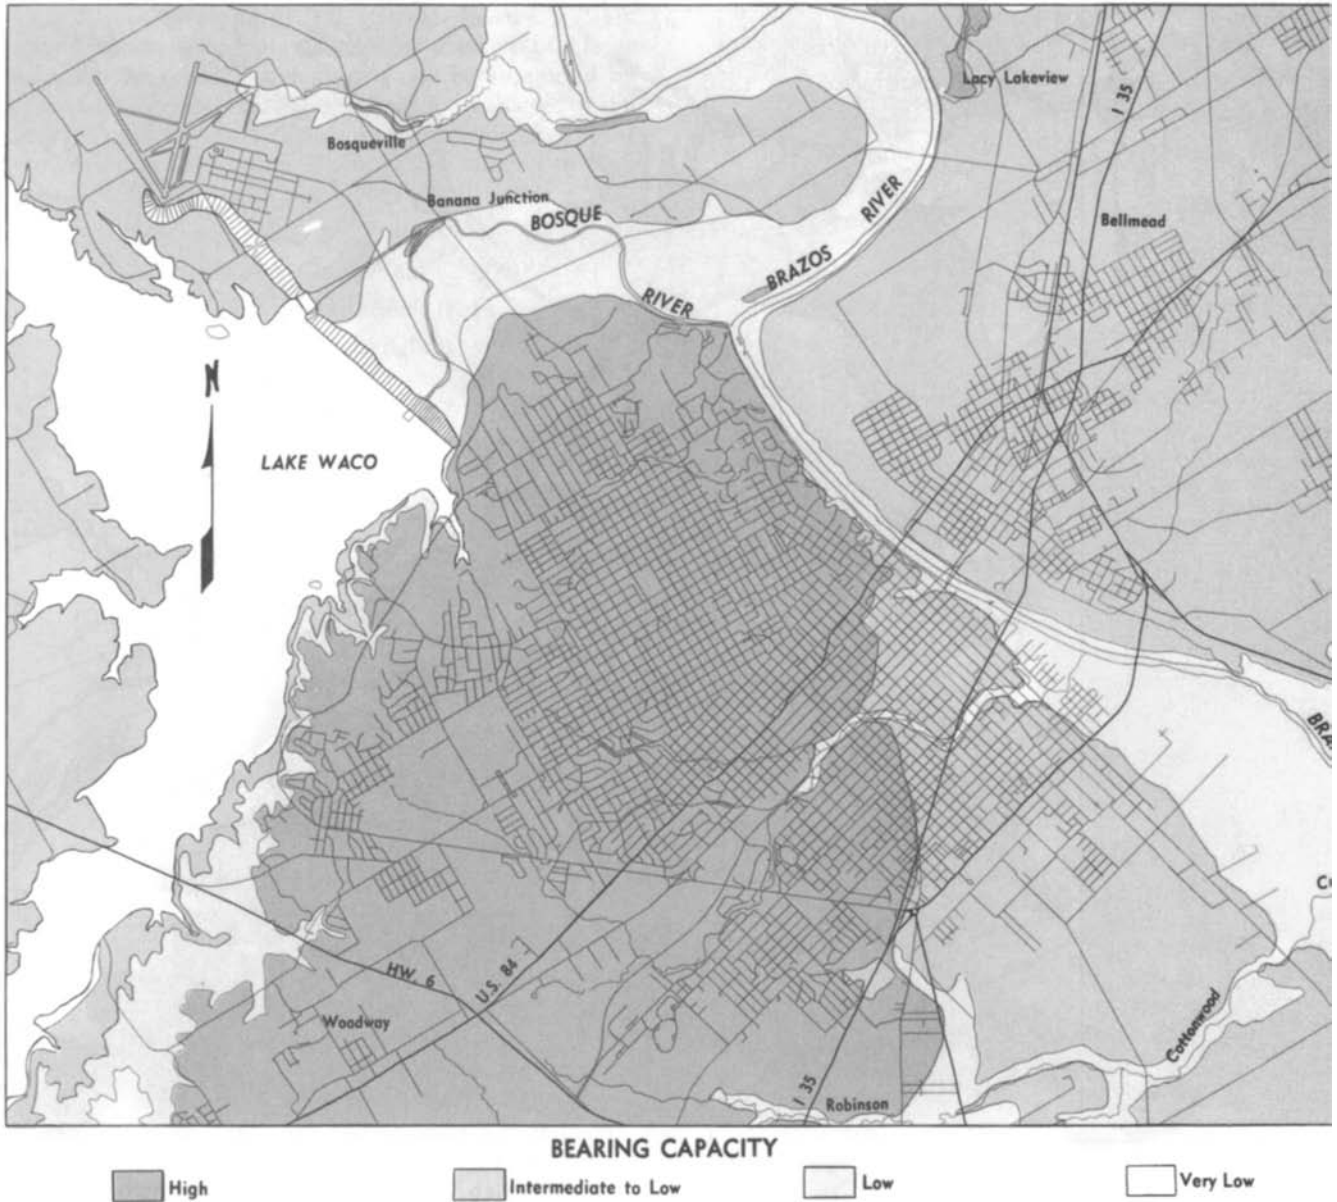 Lacy Lakeview
I 35
Bosqueville
Banana Junction
BOSQUE
RIVER
BRAZOS
RIVER
Bellmead
N
LAKE WACO
HW. 6
U.S. 84
Woodway
I 35
Robinson
Cottonwood
BRA
BEARING CAPACITY
High
Intermediate to Low
Low
Very Low